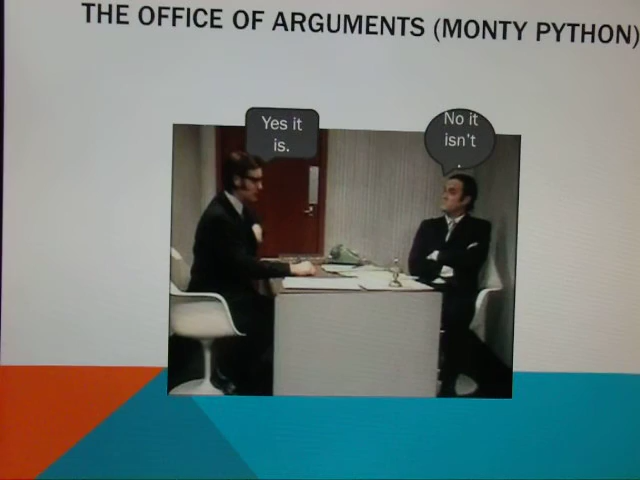 THE OFFICE OF ARGUMENTS (MONTY PYTHON)
Yes it
is.
No it
isn't
.